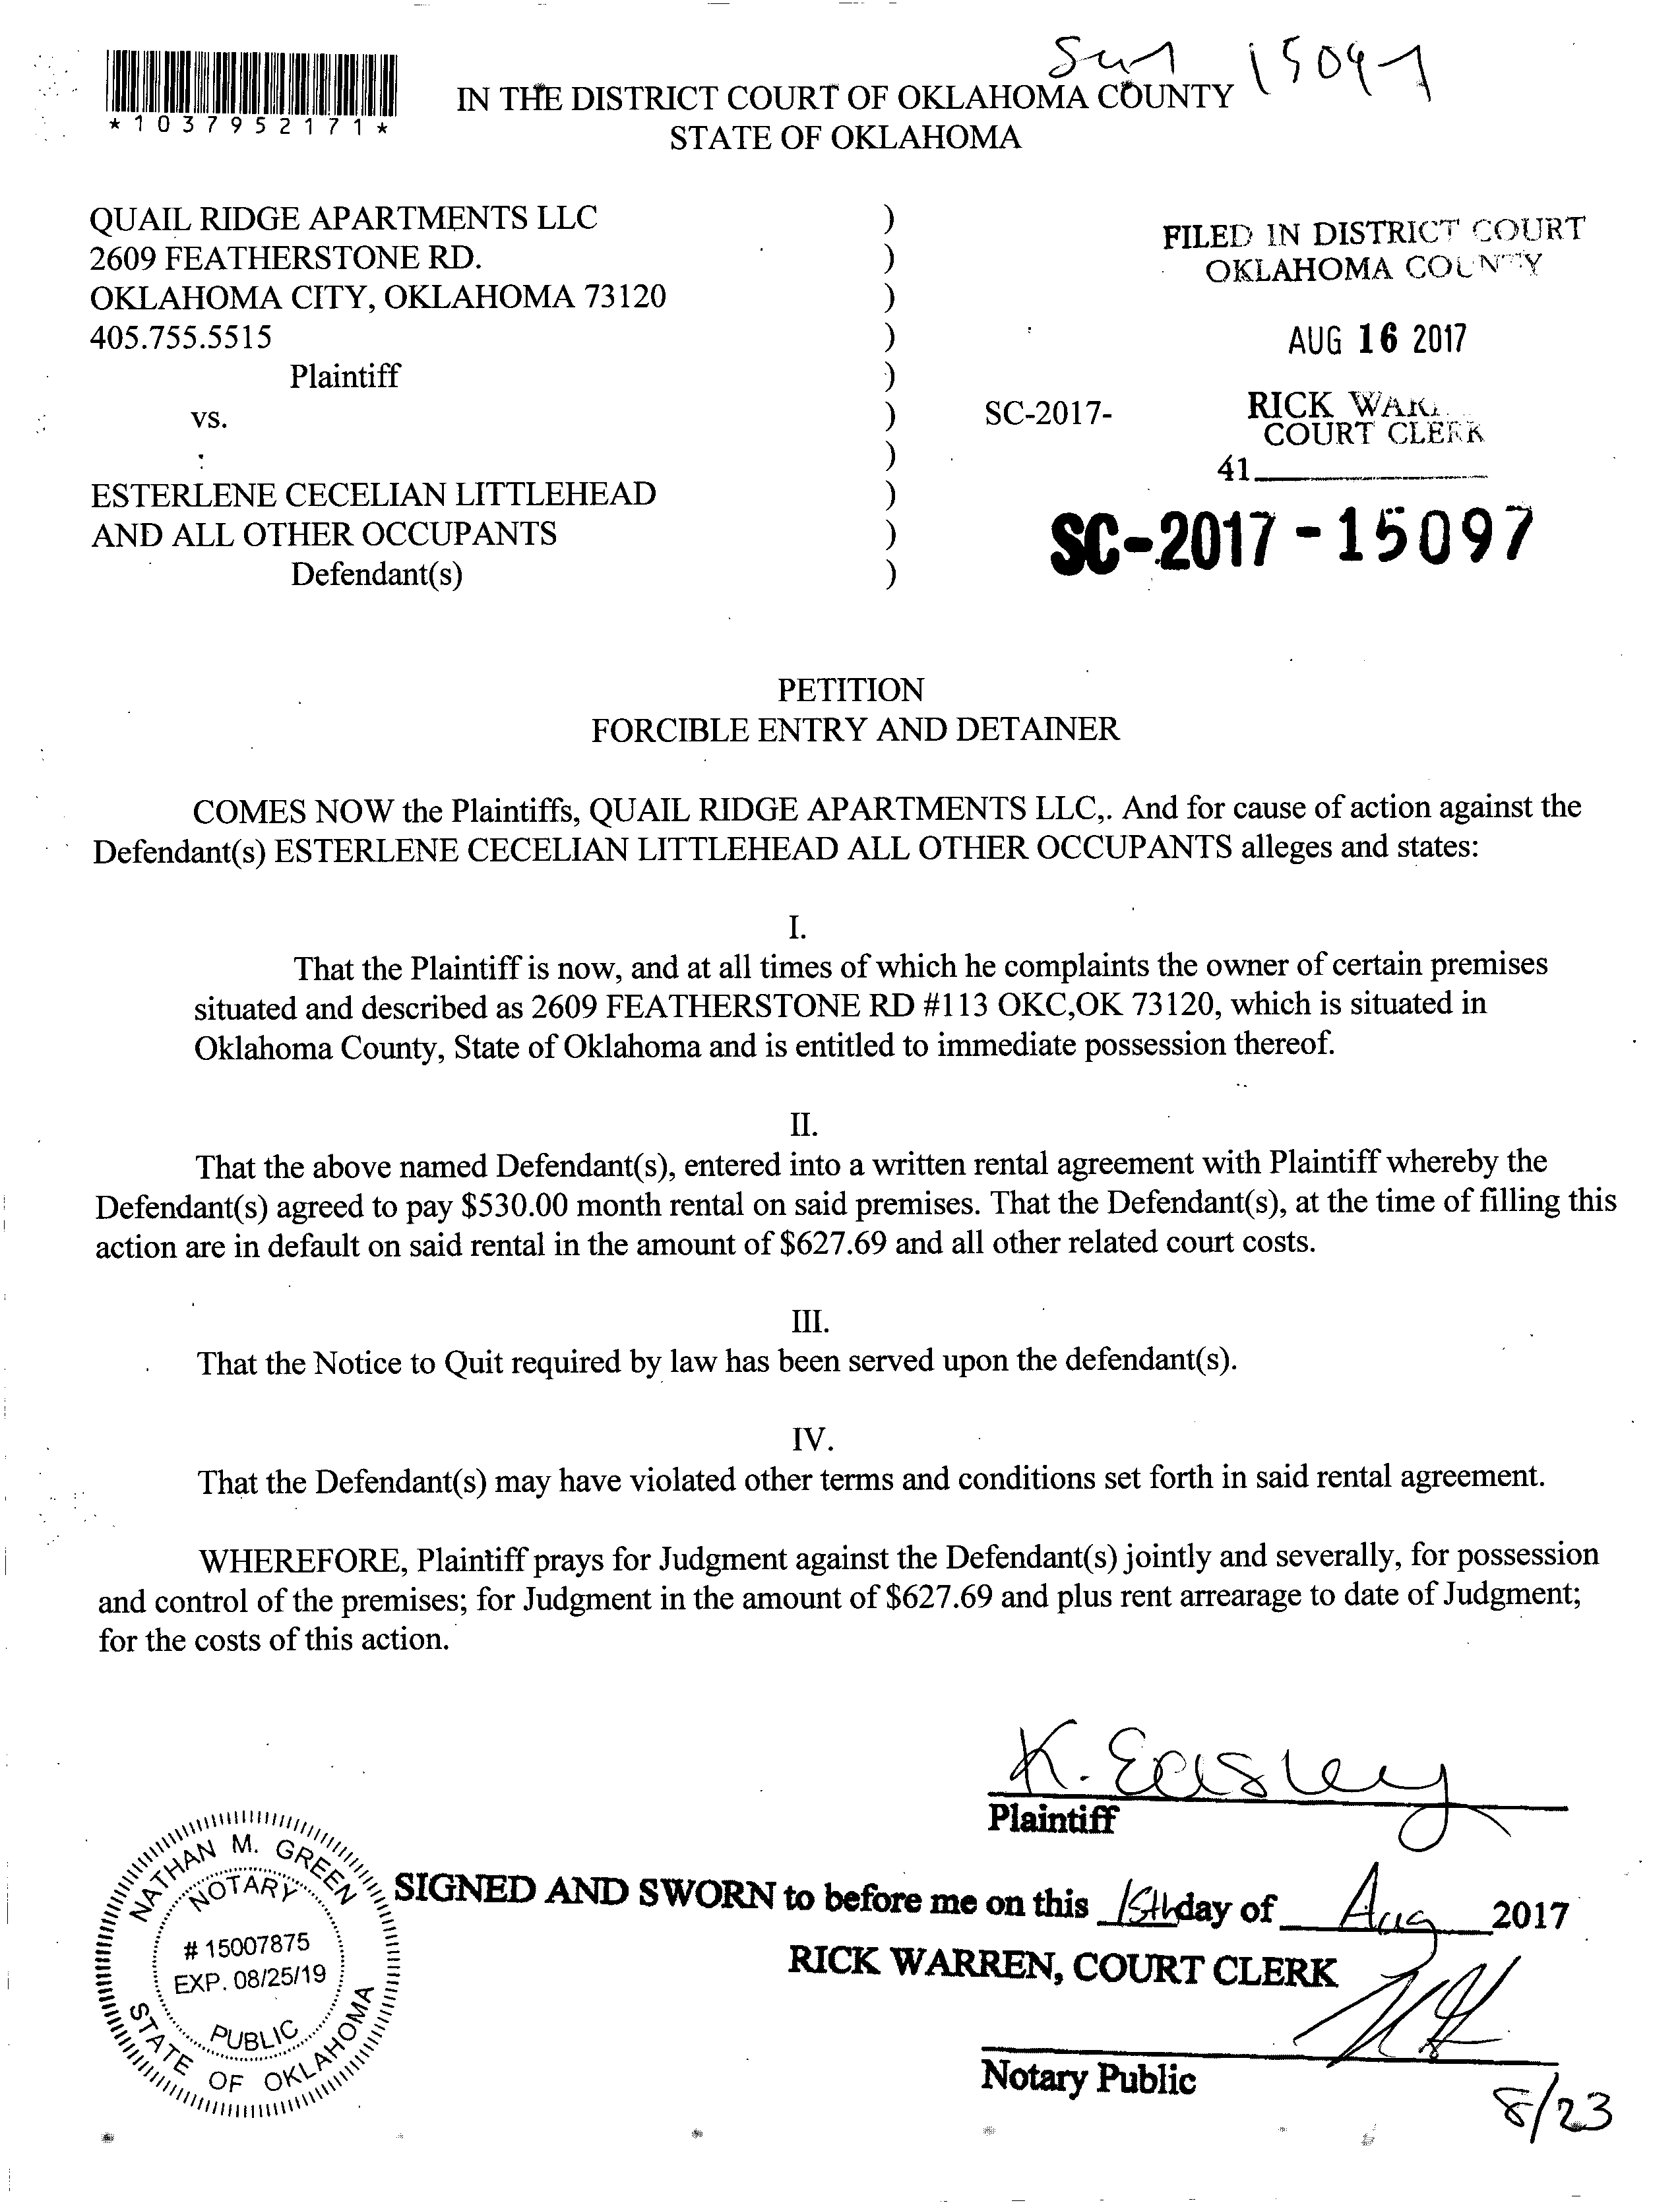 15097
*1037952171*
IN THE DISTRICT COURT OF OKLAHOMA COUNTY
STATE OF OKLAHOMA
QUAIL RIDGE APARTMENTS LLC )
2609 FEATHERSTONE RD. )
OKLAHOMA CITY, OKLAHOMA 73120 )
405.755.5515 )
Plaintiff )
vs. ) SC-2017-
)
ESTERLENE CECELIAN LITTLEHEAD )
AND ALL OTHER OCCUPANTS )
Defendant(s) )
FILED IN DISTRICT COURT
OKLAHOMA COUNTY
AUG 16 2017
RICK
COURT CLERK
41
SC-2017-15097
PETITION
FORCIBLE ENTRY AND DETAINER
COMES NOW the Plaintiffs, QUAIL RIDGE APARTMENTS LLC,. And for cause of action against the
Defendant(s) ESTERLENE CECELIAN LITTLEHEAD ALL OTHER OCCUPANTS alleges and states:
I.
That the Plaintiff is now, and at all times of which he complaints the owner of certain premises
situated and described as 2609 FEATHERSTONE RD #113 OKC,OK 73120, which is situated in
Oklahoma County, State of Oklahoma and is entitled to immediate possession thereof.
II.
That the above named Defendant(s), entered into a written rental agreement with Plaintiff whereby the
Defendant(s) agreed to pay $530.00 month rental on said premises. That the Defendant(s), at the time of filling this
action are in default on said rental in the amount of $627.69 and all other related court costs.
III.
That the Notice to Quit required by law has been served upon the defendant(s).
IV.
That the Defendant(s) may have violated other terms and conditions set forth in said rental agreement.
WHEREFORE, Plaintiff prays for Judgment against the Defendant(s) jointly and severally, for possession
and control of the premises; for Judgment in the amount of $627.69 and plus rent arrearage to date of Judgment;
for the costs of this action.
K. Easley
Plaintiff
NATHAN M. GREEN
NOTARY
# 15007875
EXP. 08/25/19
PUBLIC
STATE OF OKLAHOMA
SIGNED AND SWORN to before me on this 15th day of Aug 2017
RICK WARREN, COURT CLERK
Notary Public
8/23